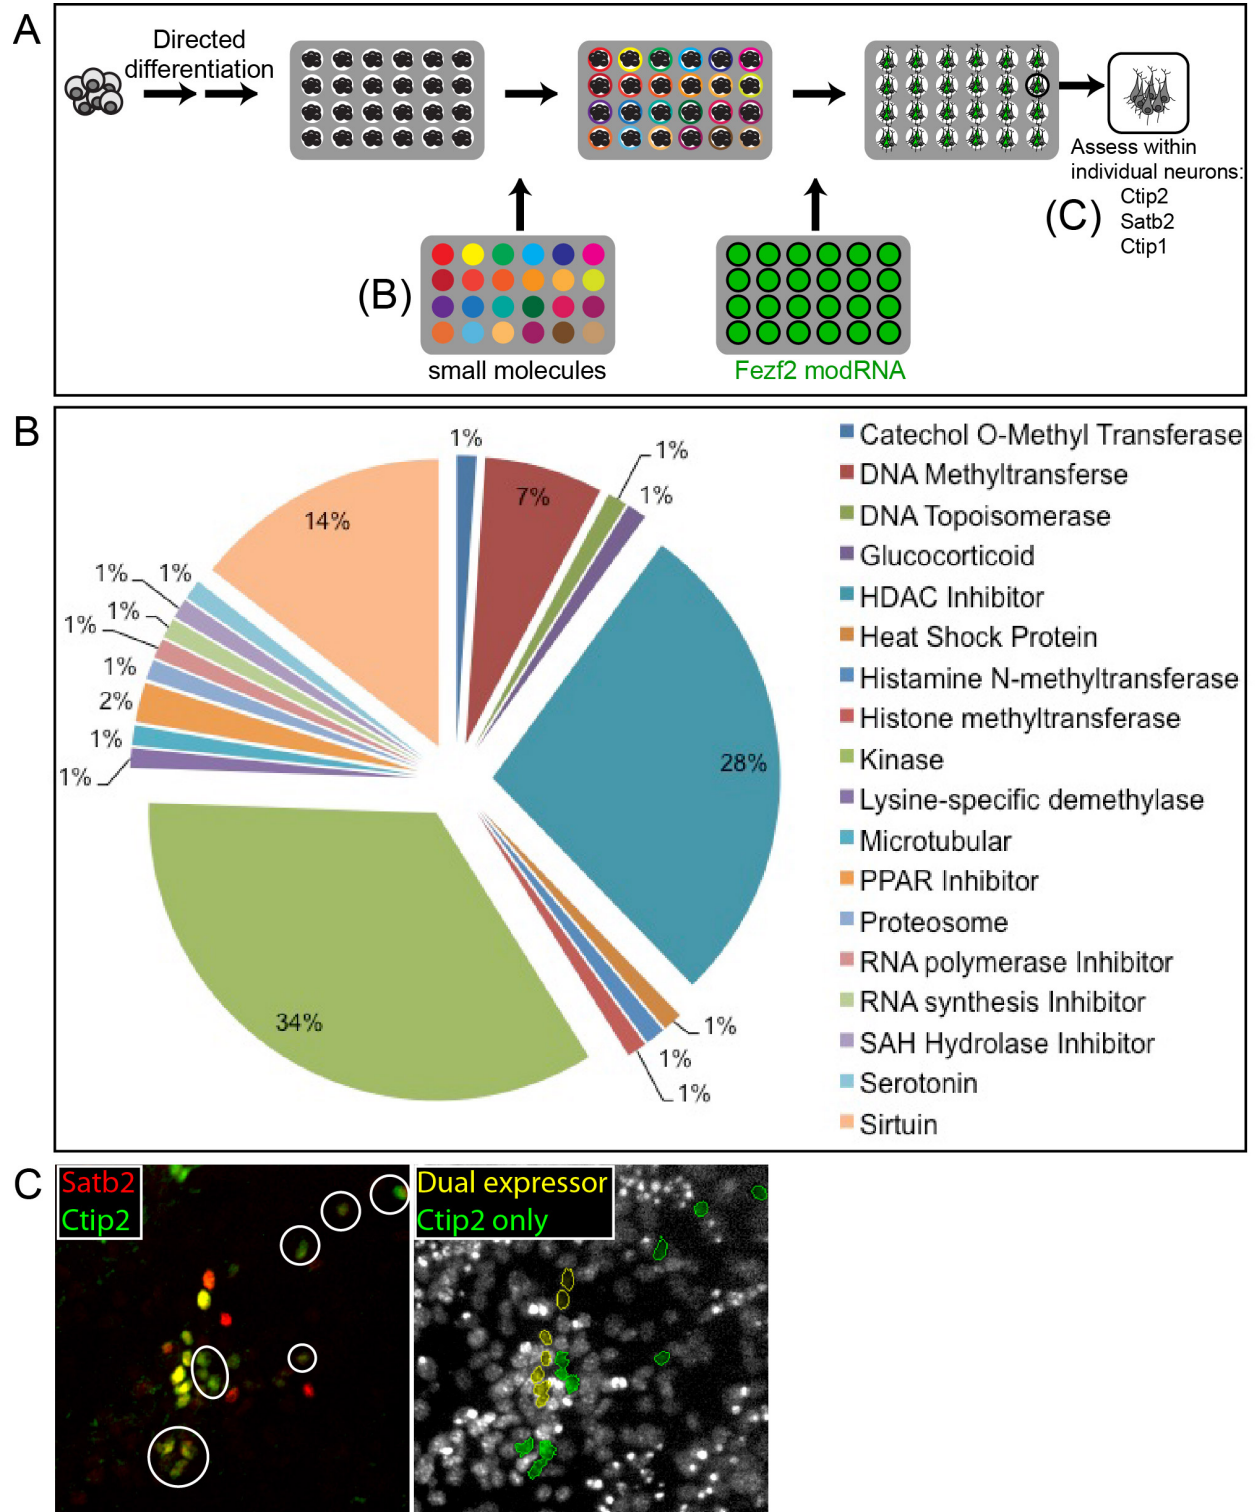 A
Directed
differentiation
Assess within
individual neurons:
(C)
Ctip2
Satb2
Ctip1
(B)
small molecules
Fezf2 modRNA
B
1%
7%
1%
1%
28%
1%
1%
1%
34%
1%
1%
2%
1%
1%
1%
1%
1%
14%
Catechol O-Methyl Transferase
DNA Methyltransferse
DNA Topoisomerase
Glucocorticoid
HDAC Inhibitor
Heat Shock Protein
Histamine N-methyltransferase
Histone methyltransferase
Kinase
Lysine-specific demethylase
Microtubular
PPAR Inhibitor
Proteosome
RNA polymerase Inhibitor
RNA synthesis Inhibitor
SAH Hydrolase Inhibitor
Serotonin
Sirtuin
C
Satb2
Ctip2
Dual expressor
Ctip2 only